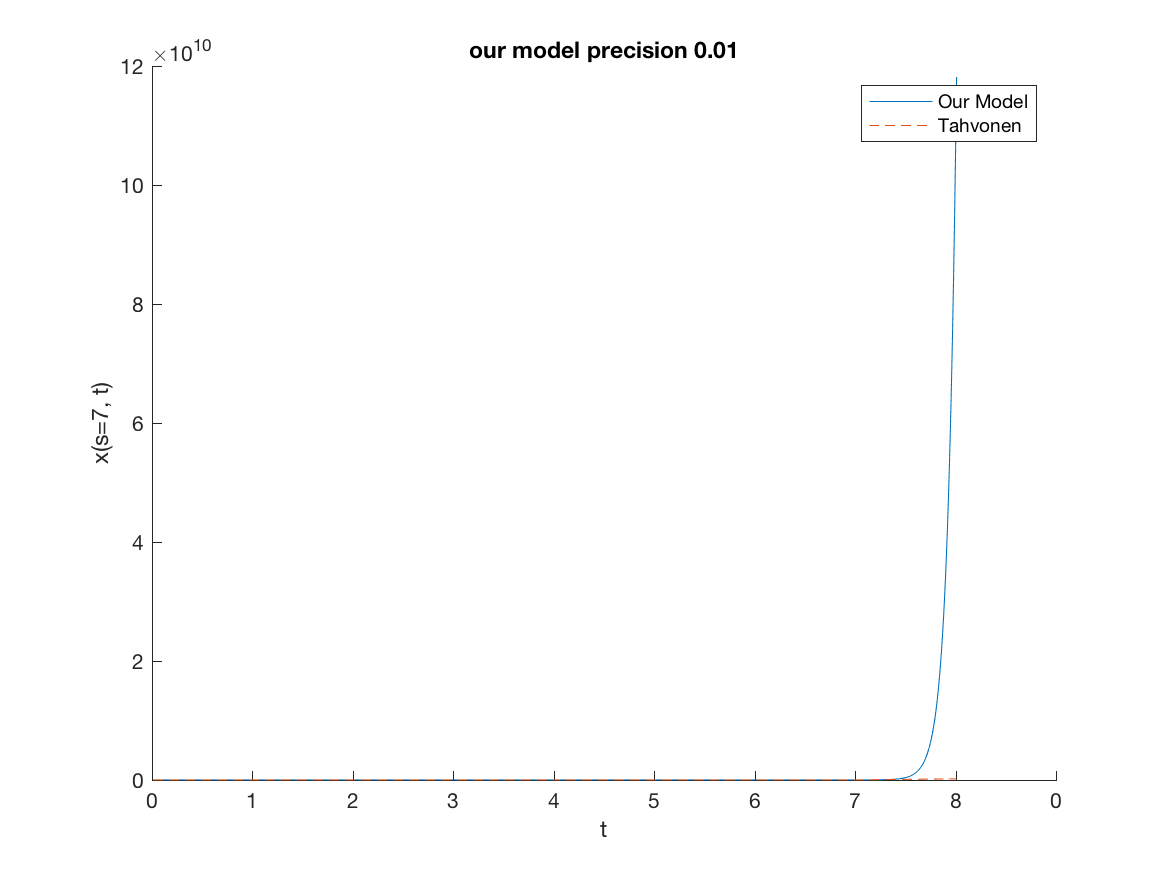 our model precision 0.01
×10^10
12
10
8
6
4
2
0
x(s=7, t)
Our Model
Tahvonen
0 1 2 3 4 5 6 7 8 0
t